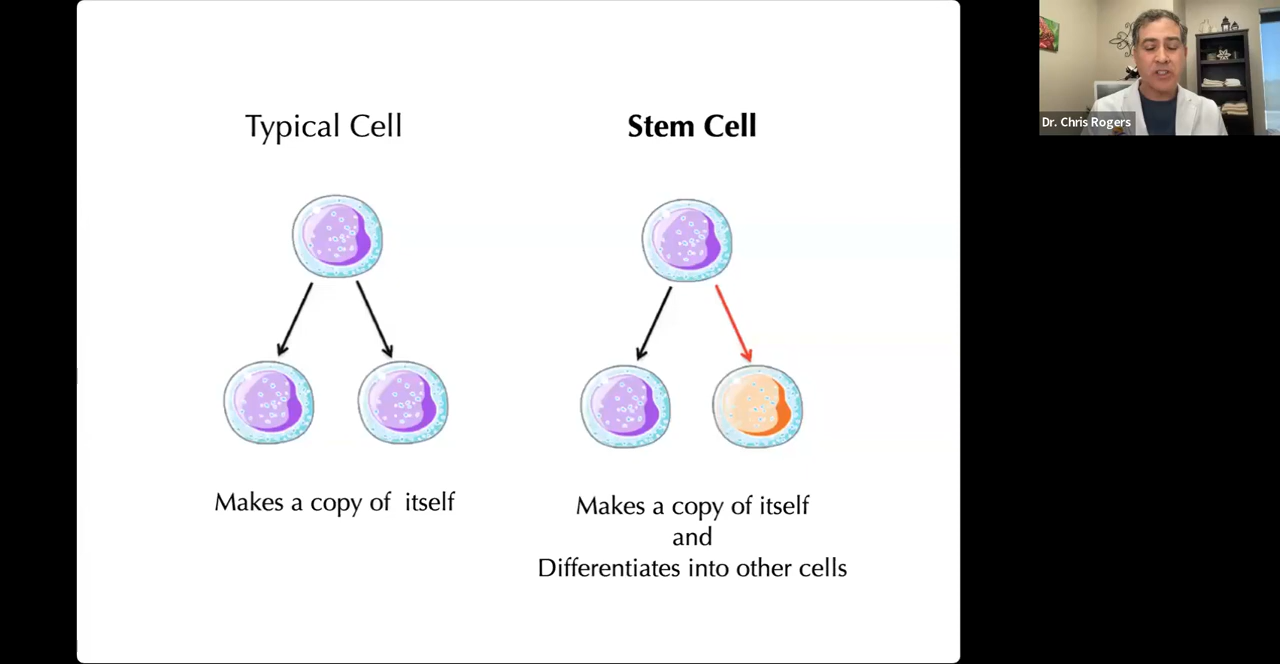 Typical Cell
Makes a copy of itself
Stem Cell
Makes a copy of itself
and
Differentiates into other cells
Dr. Chris Rogers